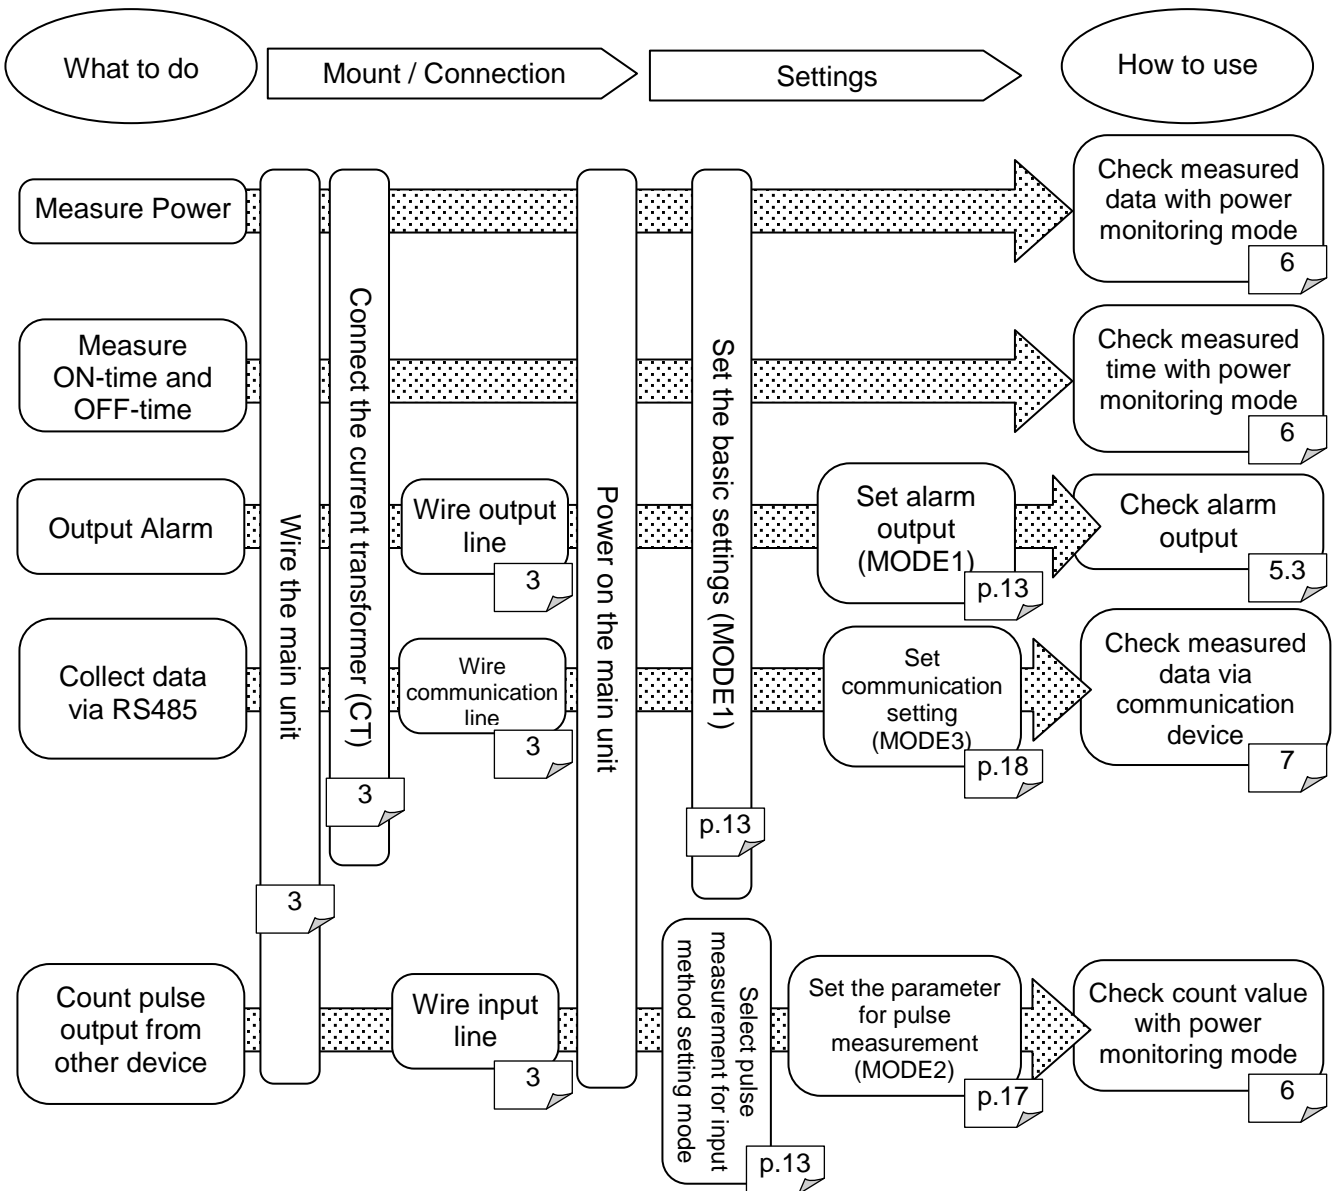 What to do
Mount / Connection
Settings
How to use
Measure Power
Check measured
data with power
monitoring mode
6
Measure
ON-time and
OFF-time
Check measured
time with power
monitoring mode
6
Wire the main unit
3
Connect the current transformer (CT)
3
Power on the main unit
Set the basic settings (MODE1)
p.13
Output Alarm
Wire output
line
3
Set alarm
output
(MODE1)
p.13
Check alarm
output
5.3
Collect data
via RS485
Wire
communication
line
3
Set
communication
setting
(MODE3)
p.18
Check measured
data via
communication
device
7
Count pulse
output from
other device
Wire input
line
3
Select pulse
measurement for input
method setting mode
p.13
Set the parameter
for pulse
measurement
(MODE2)
p.17
Check count value
with power
monitoring mode
6